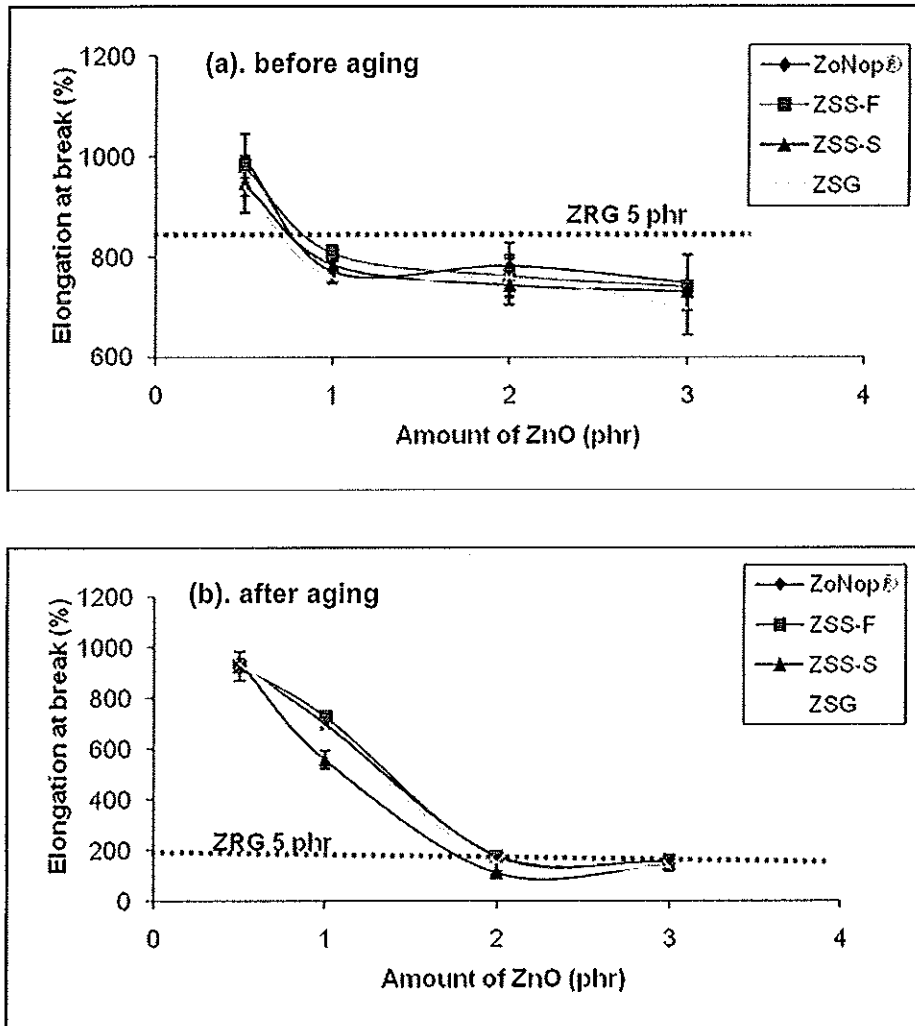 (a). before aging
Elongation at break (%)
1200
1000
800
600
0
1
2
3
4
Amount of ZnO (phr)
ZRG 5 phr
ZoNop®
ZSS-F
ZSS-S
ZSG
(b). after aging
Elongation at break (%)
1200
1000
800
600
400
200
0
0
1
2
3
4
Amount of ZnO (phr)
ZRG 5 phr
ZoNop®
ZSS-F
ZSS-S
ZSG